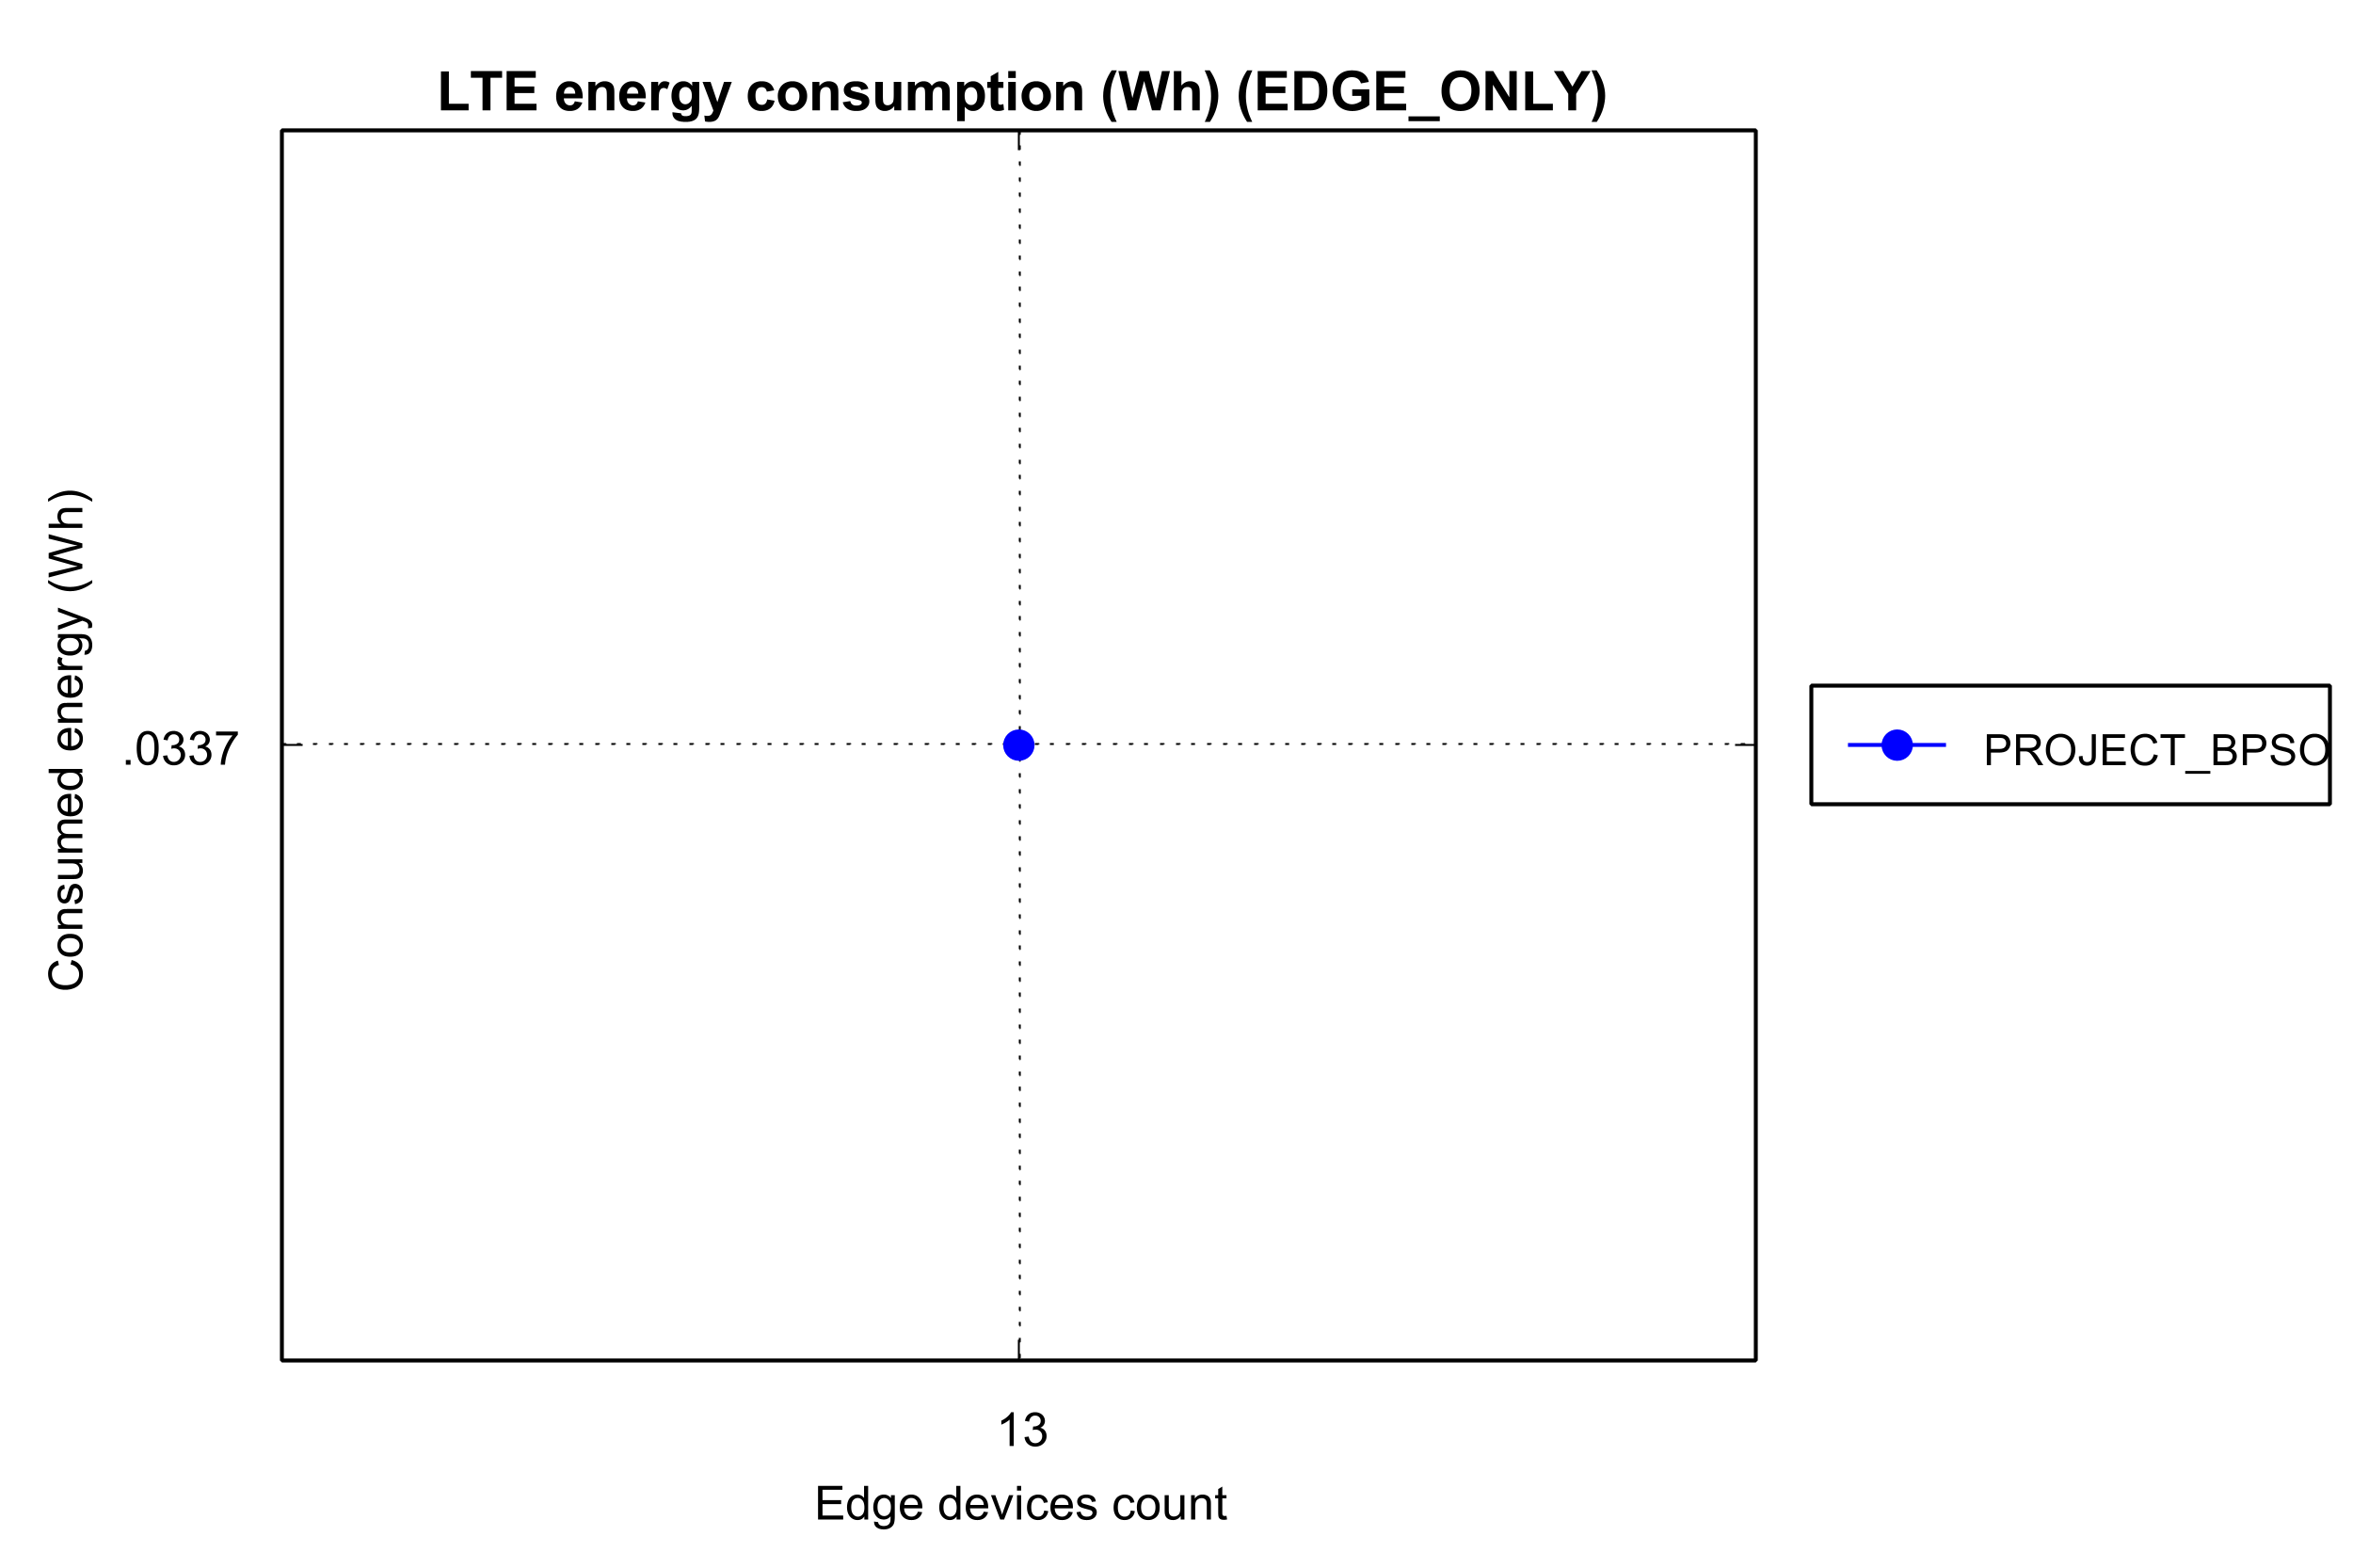 LTE energy consumption (Wh) (EDGE_ONLY)
Consumed energy (Wh)
.0337
PROJECT_BPSO
13
Edge devices count